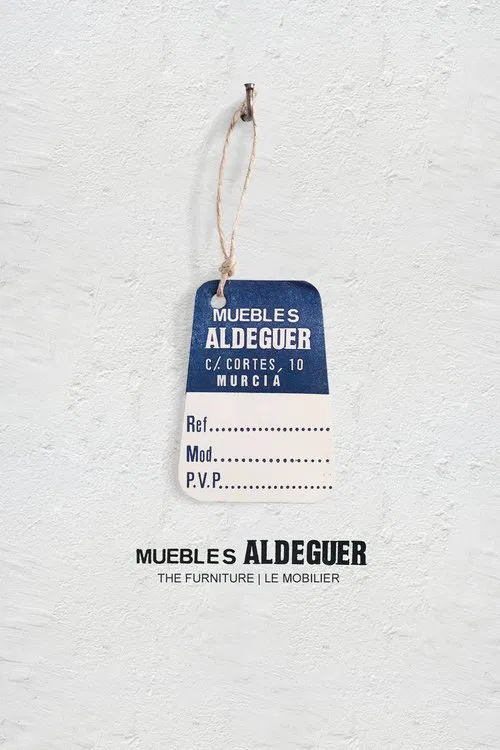 MUEBLES
ALDEGUER
C/. CORTES, 10
MURCIA
Ref....................
Mod....................
P.V.P...................
MUEBLES ALDEGUER
THE FURNITURE | LE MOBILIER